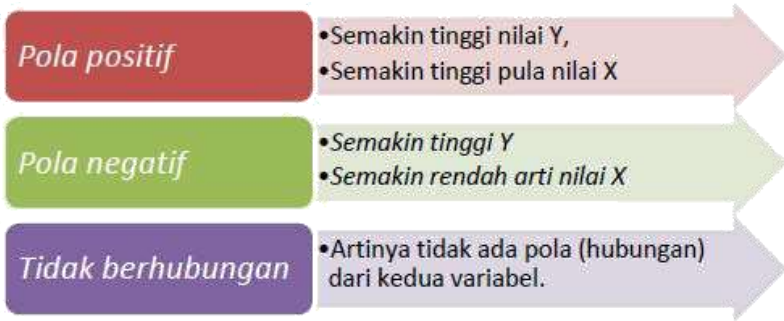 Pola positif
•Semakin tinggi nilai Y,
•Semakin tinggi pula nilai X
Pola negatif
•Semakin tinggi Y
•Semakin rendah arti nilai X
Tidak berhubungan
•Artinya tidak ada pola (hubungan)
dari kedua variabel.